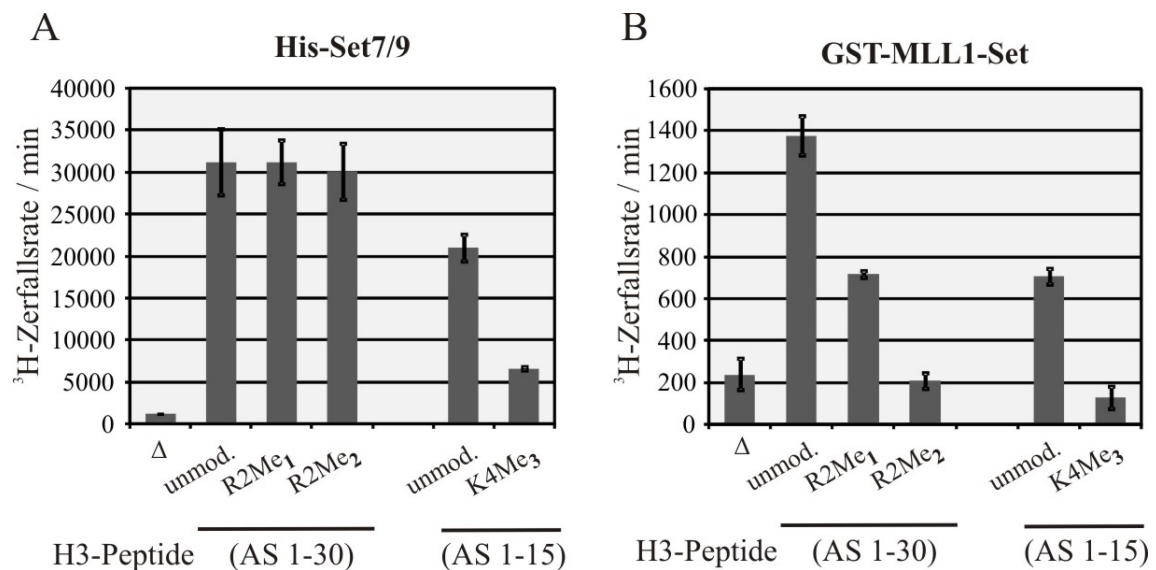 A
His-Set7/9
³H-Zerfallsrate / min
40000
35000
30000
25000
20000
15000
10000
5000
0
Δ
unmod.
R2Me₁
R2Me₂
unmod.
K4Me₃
H3-Peptide
(AS 1-30)
(AS 1-15)
B
GST-MLL1-Set
³H-Zerfallsrate / min
1600
1400
1200
1000
800
600
400
200
0
Δ
unmod.
R2Me₁
R2Me₂
unmod.
K4Me₃
H3-Peptide
(AS 1-30)
(AS 1-15)